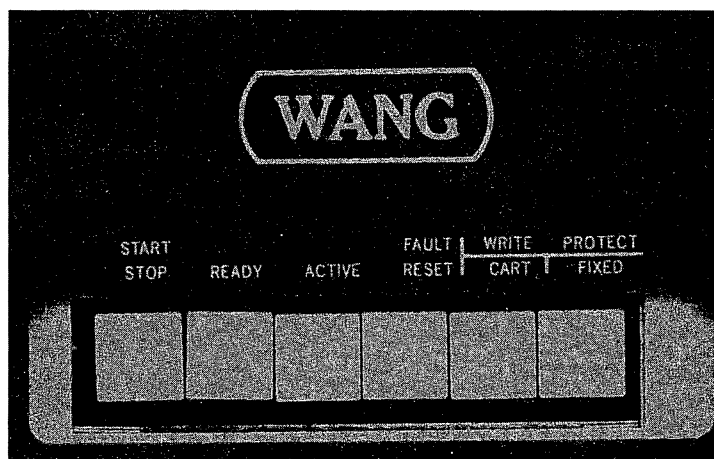 WANG
START
STOP
READY
ACTIVE
FAULT
RESET
WRITE PROTECT
CART FIXED